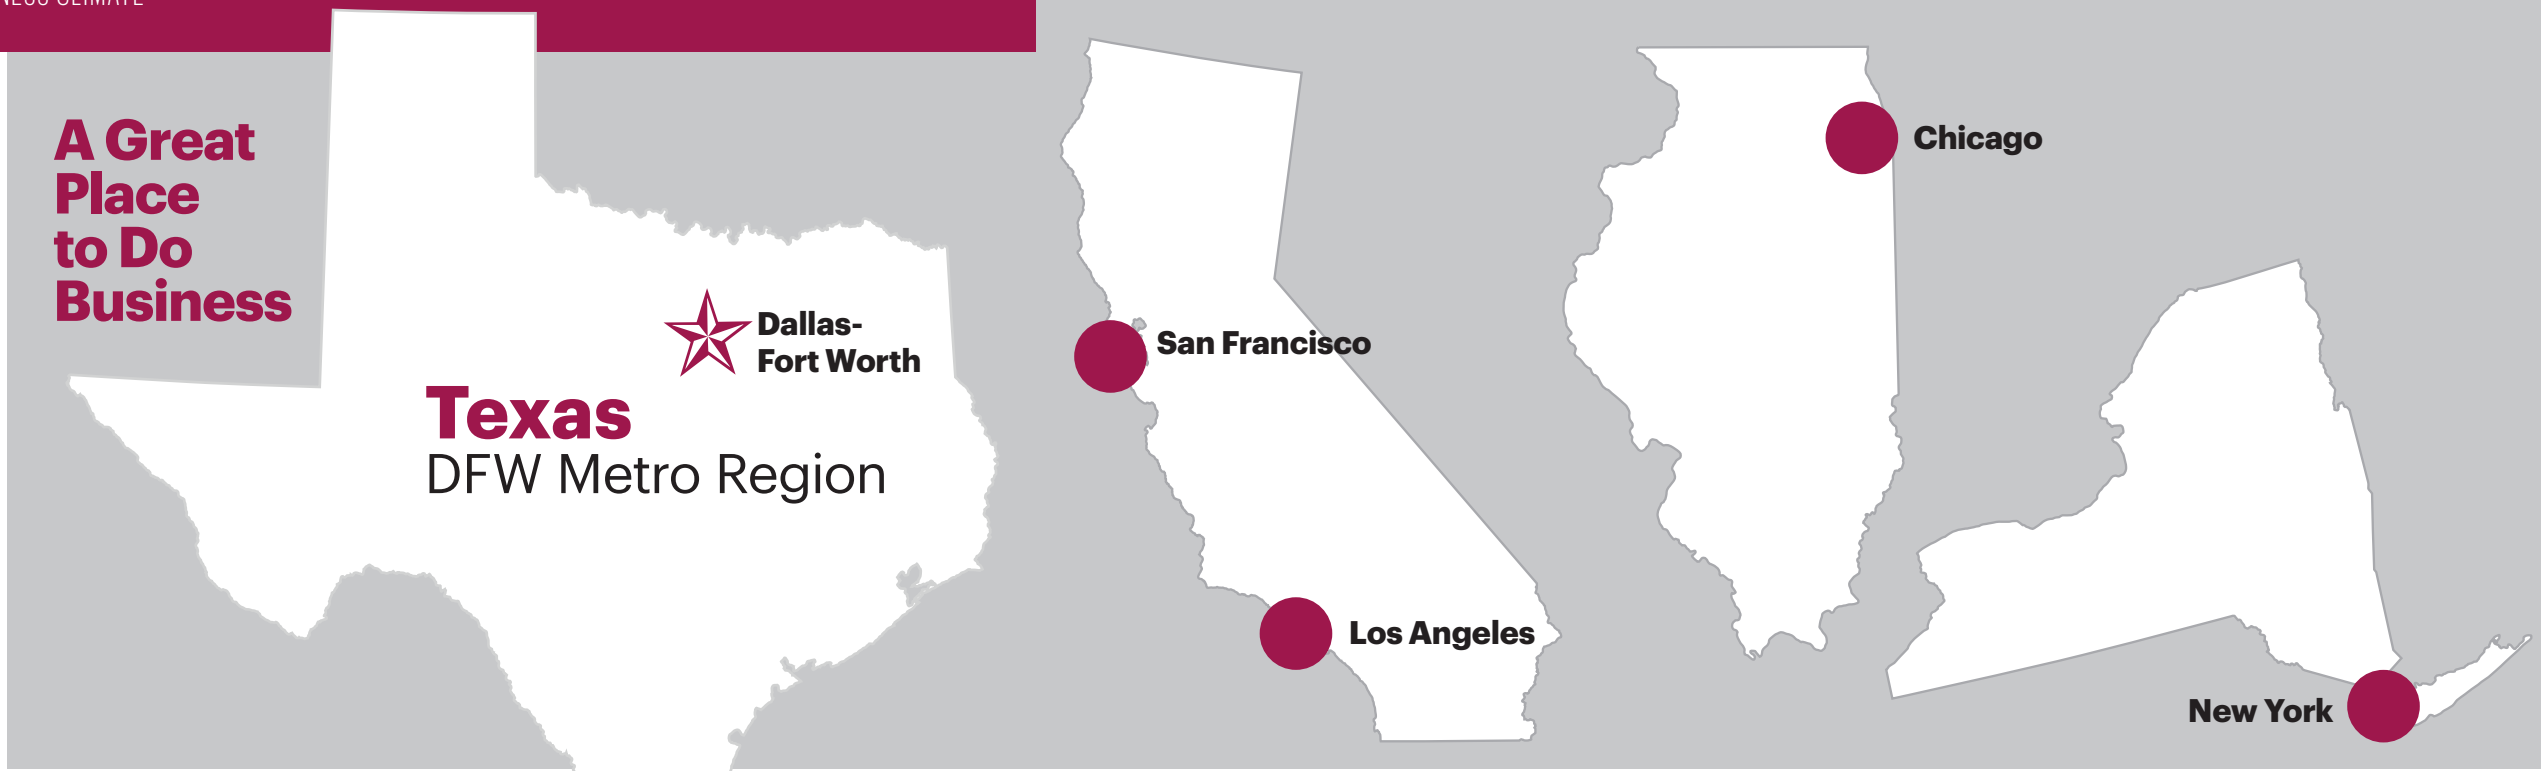 CLIMATE
A Great
Place
to Do
Business
Dallas-
Fort Worth
Texas
DFW Metro Region
San Francisco
Los Angeles
Chicago
New York